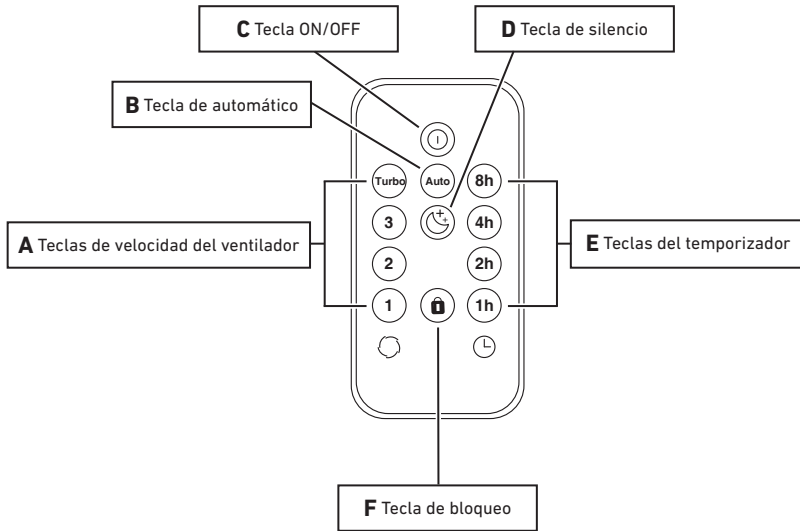 C Tecla ON/OFF
D Tecla de silencio
B Tecla de automático
Turbo Auto 8h
3 4h
A Teclas de velocidad del ventilador
E Teclas del temporizador
2 2h
1 1h
F Tecla de bloqueo